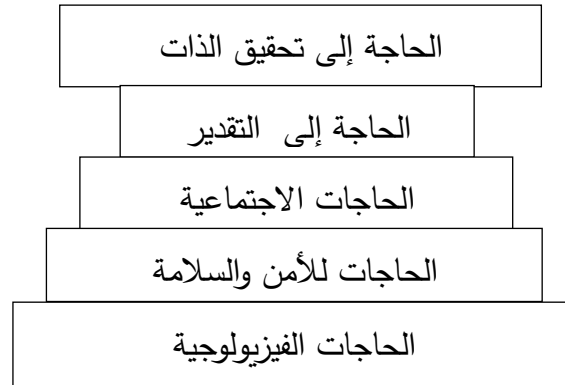 الحاجة إلى تحقيق الذات
الحاجة إلى التقدير
الحاجات الاجتماعية
الحاجات للأمن والسلامة
الحاجات الفيزيولوجية